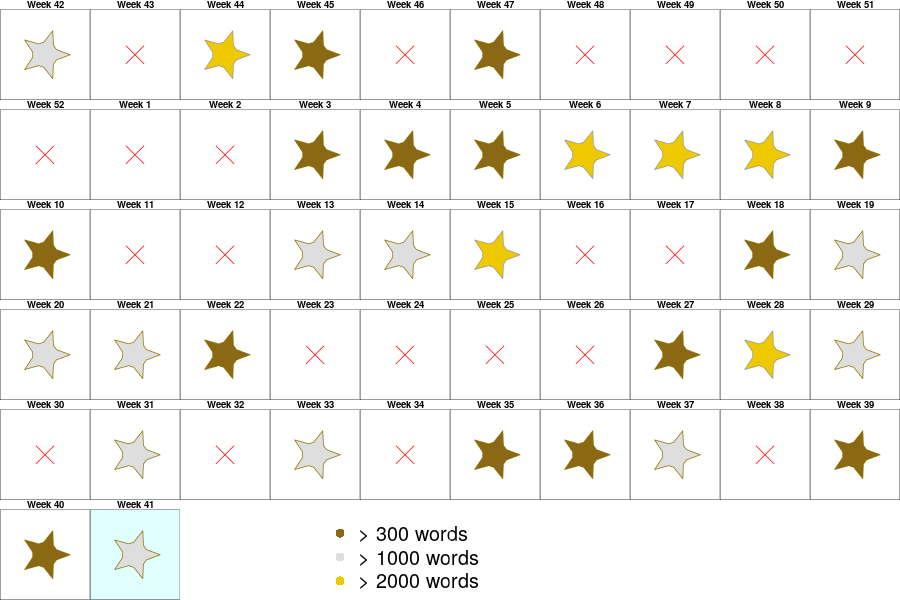 Week 42 Week 43 Week 44 Week 45 Week 46 Week 47 Week 48 Week 49 Week 50 Week 51
Week 52 Week 1 Week 2 Week 3 Week 4 Week 5 Week 6 Week 7 Week 8 Week 9
Week 10 Week 11 Week 12 Week 13 Week 14 Week 15 Week 16 Week 17 Week 18 Week 19
Week 20 Week 21 Week 22 Week 23 Week 24 Week 25 Week 26 Week 27 Week 28 Week 29
Week 30 Week 31 Week 32 Week 33 Week 34 Week 35 Week 36 Week 37 Week 38 Week 39
Week 40 Week 41
> 300 words
> 1000 words
> 2000 words